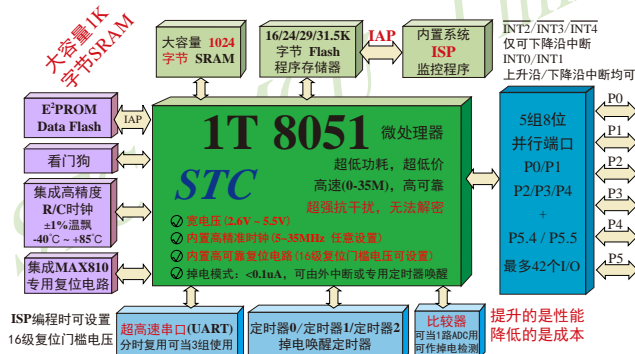 大容量1K
字节SRAM
大容量 1024
字节 SRAM
16/24/29/31.5K
字节 Flash
程序存储器
IAP
内置系统
ISP
监控程序
INT2/INT3/INT4
仅可下降沿中断
INT0/INT1
上升沿/下降沿中断均可
E²PROM
Data Flash
IAP
看门狗
集成高精度
R/C时钟
±1%温飘
-40℃ ~ +85℃
集成MAX810
专用复位电路
1T 8051 微处理器
STC
超低功耗，超低价
高速(0-35M)，高可靠
超强抗干扰，无法解密
宽电压(2.6V ~ 5.5V)
内置高精准时钟(5~35MHz 任意设置)
内置高可靠复位电路(16级复位门槛电压可设置)
掉电模式：<0.1uA，可由外中断或专用定时器唤醒
5组8位
并行端口
P0/P1
P2/P3/P4
+
P5.4 / P5.5
最多42个I/O
P0
P1
P2
P3
P4
P5
ISP编程时可设置
16级复位门槛电压
超高速串口(UART)
分时复用可当3组使用
定时器0/定时器1/定时器2
掉电唤醒定时器
比较器
可当1路ADC用
可作掉电检测
提升的是性能
降低的是成本